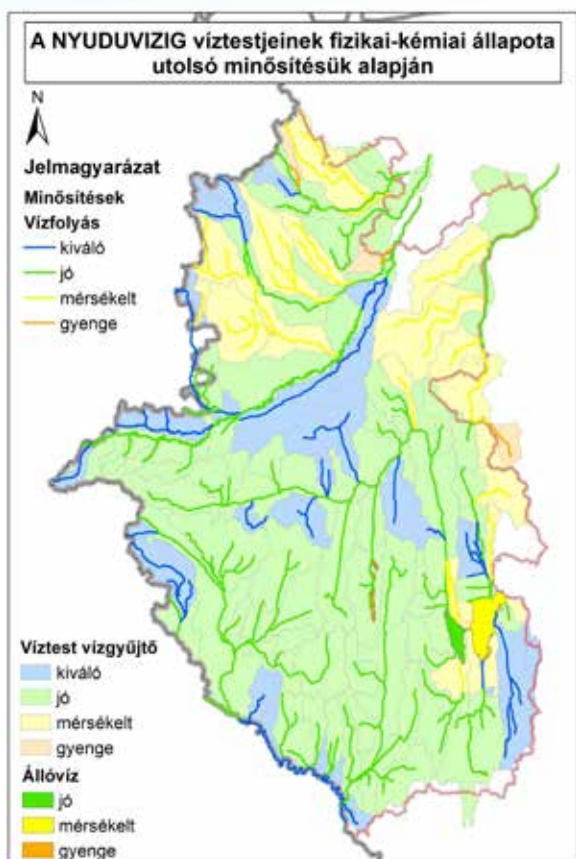 A NYUDUVIZIG víztestjeinek fizikai-kémiai állapota
utolsó minősítésük alapján
N
Jelmagyarázat
Minősítések
Vízfolyás
kiváló
jó
mérsékelt
gyenge
Víztest vízgyűjtő
kiváló
jó
mérsékelt
gyenge
Állóvíz
jó
mérsékelt
gyenge